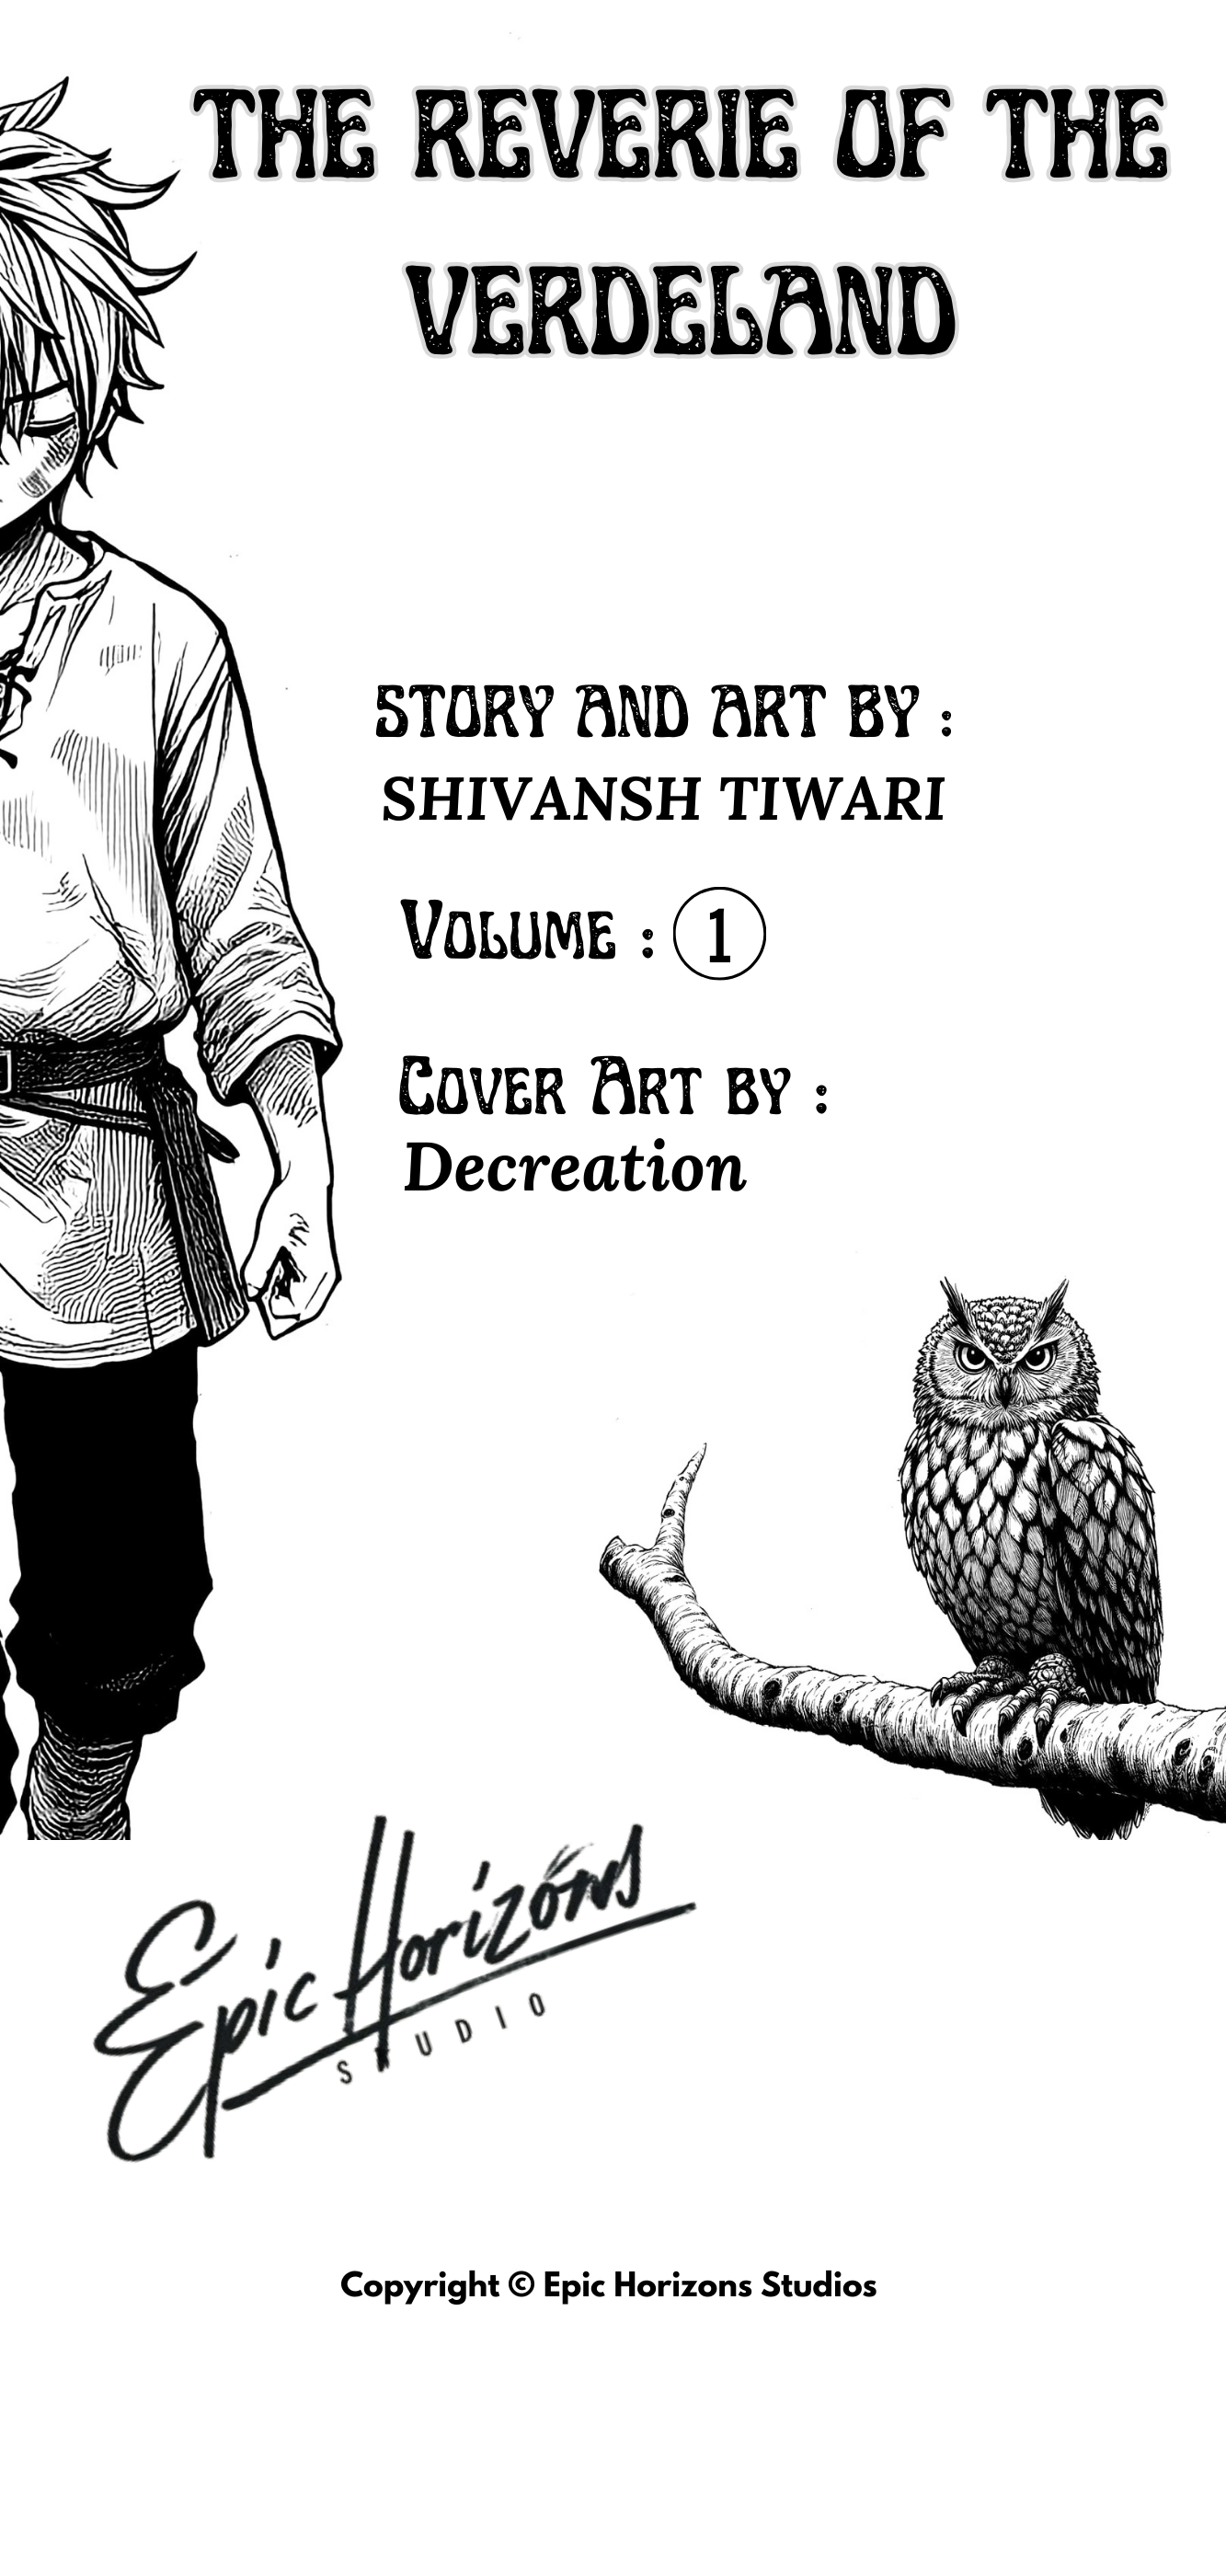 THE REVERIE OF THE
VERDELAND
STORY AND ART BY :
SHIVANSH TIWARI
VOLUME : 1
COVER ART BY :
Decreation
Epic Horizons
STUDIO
Copyright © Epic Horizons Studios